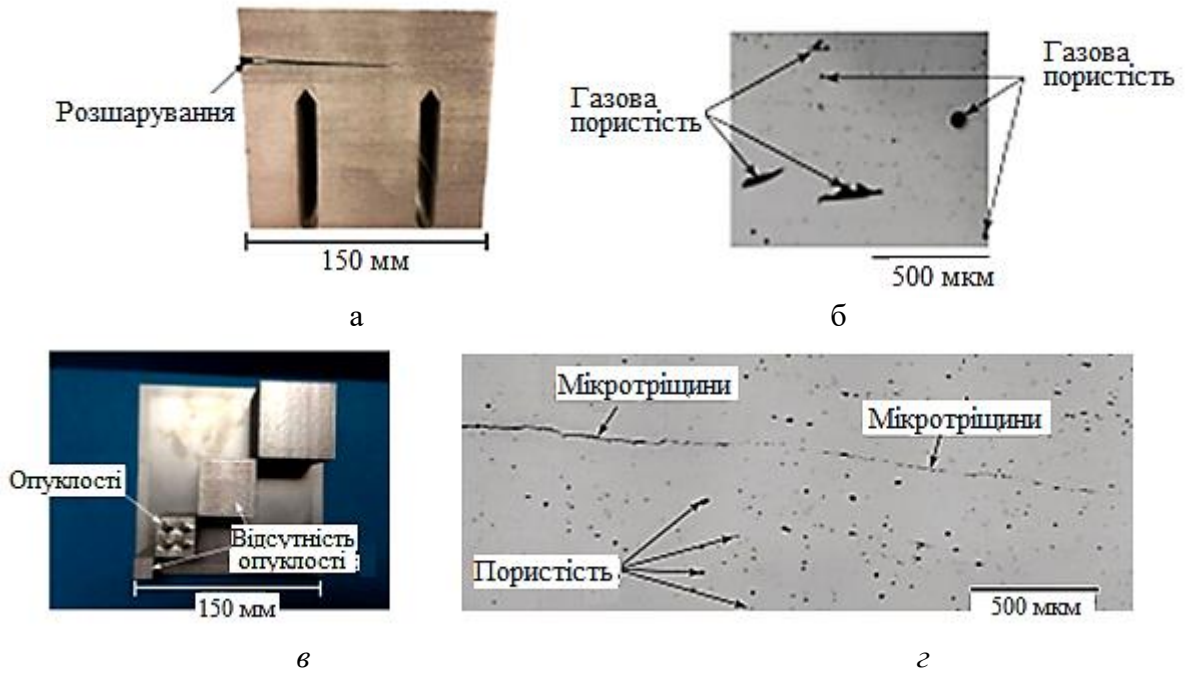 Розшарування
150 мм
а
Газова
пористість
Газова
пористість
500 мкм
б
Опуклості
Відсутність
опуклості
150 мм
в
Мікротріщини
Мікротріщини
Пористість
500 мкм
г